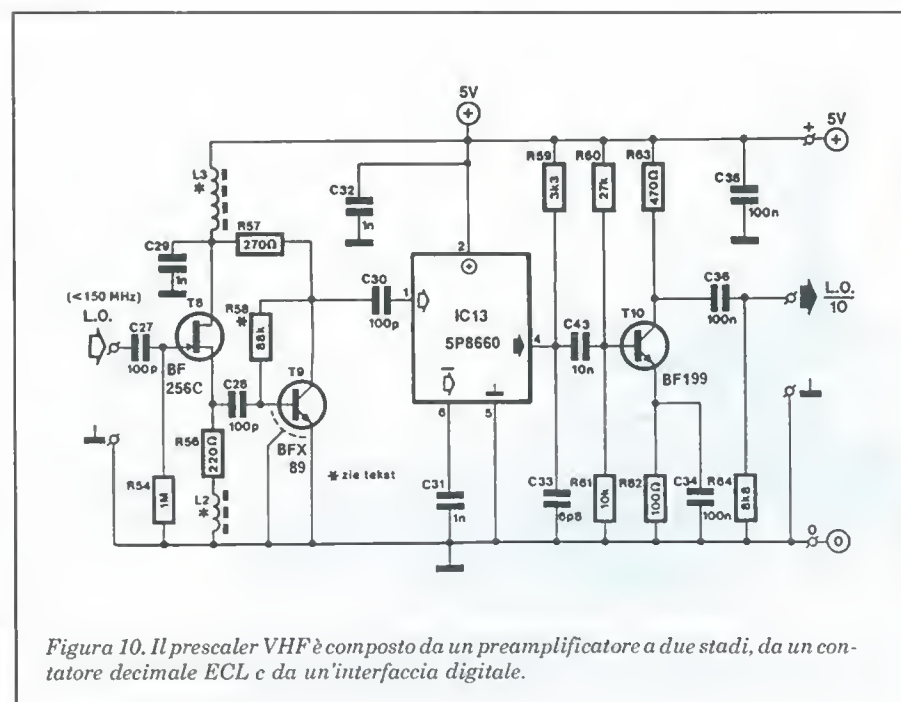 5V
+
+
5V
L3
*
R59
3k3
R60
27k
R63
470Ω
C32
1n
C35
100n
R57
270Ω
C29
1n
2
+
(<150 MHz)
L.O.
T8
C27
100p
BF
256C
R58
*
68k
C30
100p
1
IC13
SP8660
4
C43
10n
T10
BF199
C36
100n
L.O.
10
C28
100p
T9
BFX
89
R56
220Ω
6
5
* zie tekst
R54
1M
L2
*
C31
1n
C33
6p8
R61
10k
R62
100Ω
C34
100n
R64
6k8
0
0
Figura 10. Il prescaler VHF è composto da un preamplificatore a due stadi, da un con-
tatore decimale ECL c da un'interfaccia digitale.